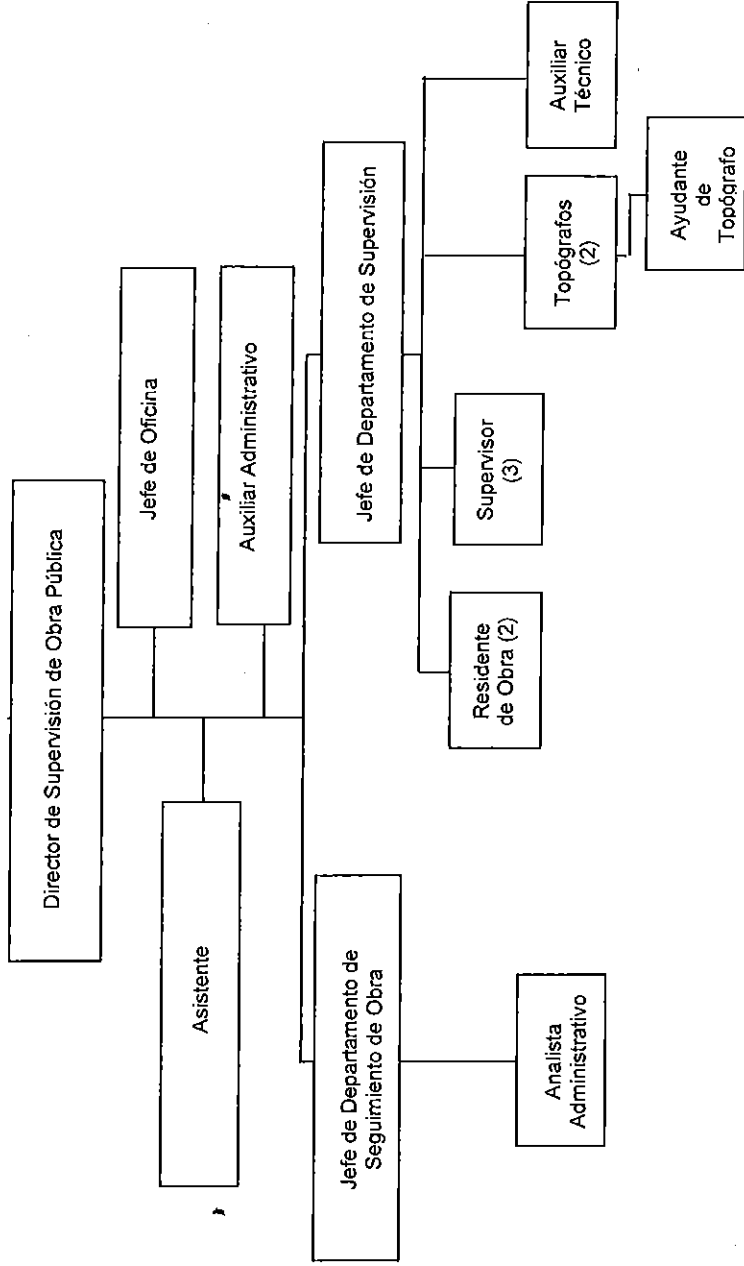 Director de Supervisión de Obra Pública
Jefe de Oficina
Asistente
Auxiliar Administrativo
Jefe de Departamento de
Seguimiento de Obra
Jefe de Departamento de Supervisión
Analista
Administrativo
Residente
de Obra (2)
Supervisor
(3)
Topógrafos
(2)
Auxiliar
Técnico
Ayudante
de
Topógrafo